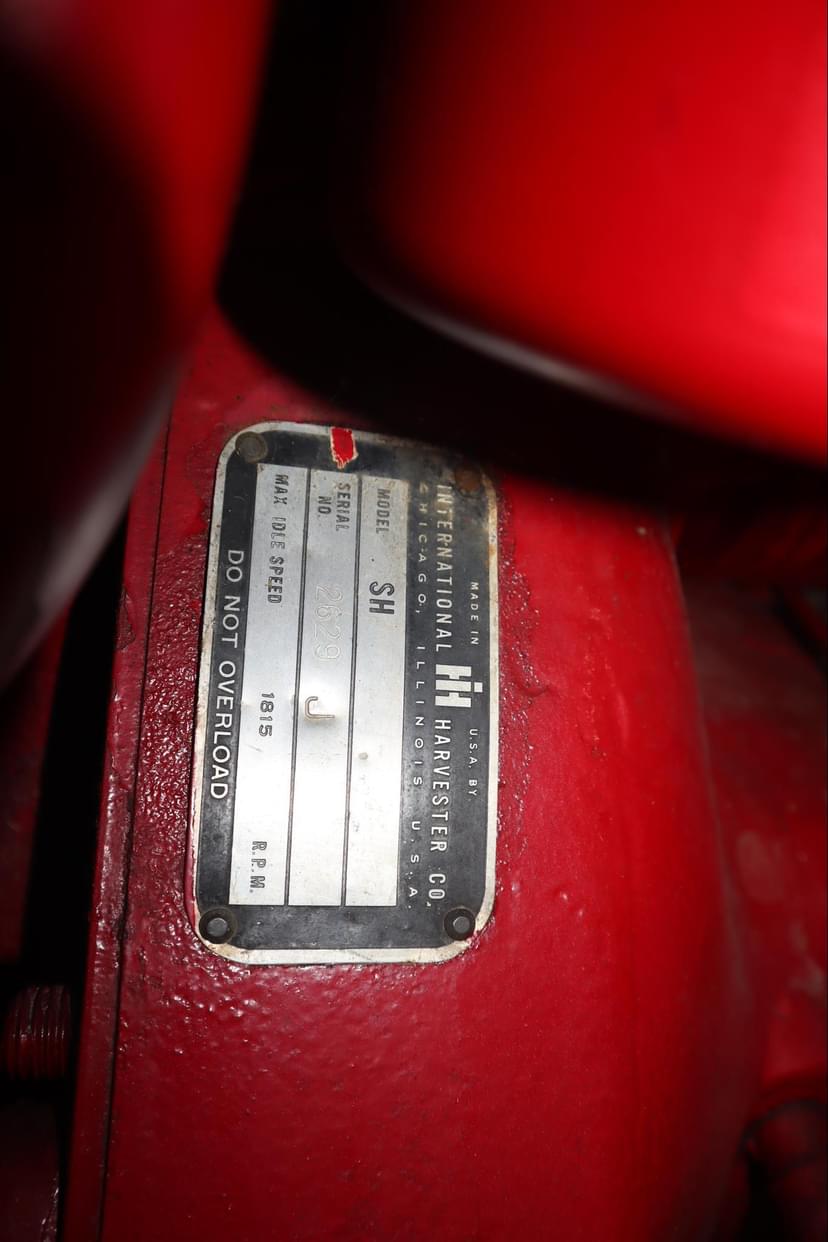 MADE IN U.S.A. BY
INTERNATIONAL IH HARVESTER CO.
CHICAGO, ILLINOIS U.S.A.
MODEL SH
SERIAL NO. 2629 J
MAX IDLE SPEED 1815 R.P.M.
DO NOT OVERLOAD